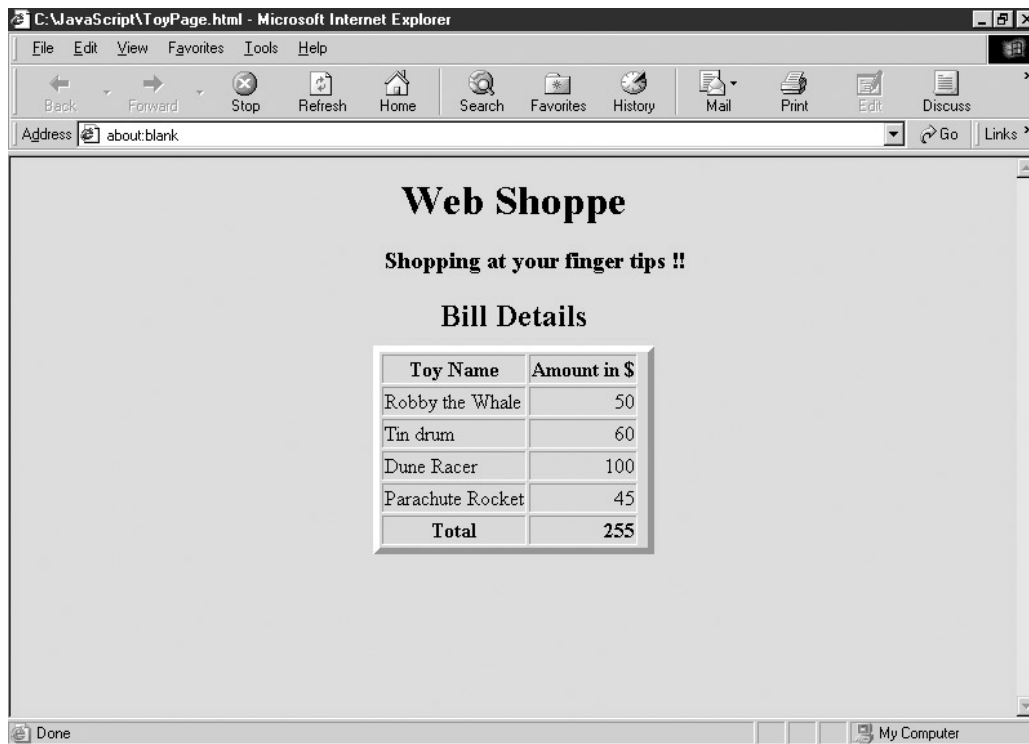 C:\JavaScript\ToyPage.html - Microsoft Internet Explorer
File Edit View Favorites Tools Help
Back Forward Stop Refresh Home Search Favorites History Mail Print Edit Discuss
Address about:blank Go Links
Web Shoppe
Shopping at your finger tips !!
Bill Details
Toy Name Amount in $
Robby the Whale 50
Tin drum 60
Dune Racer 100
Parachute Rocket 45
Total 255
Done My Computer